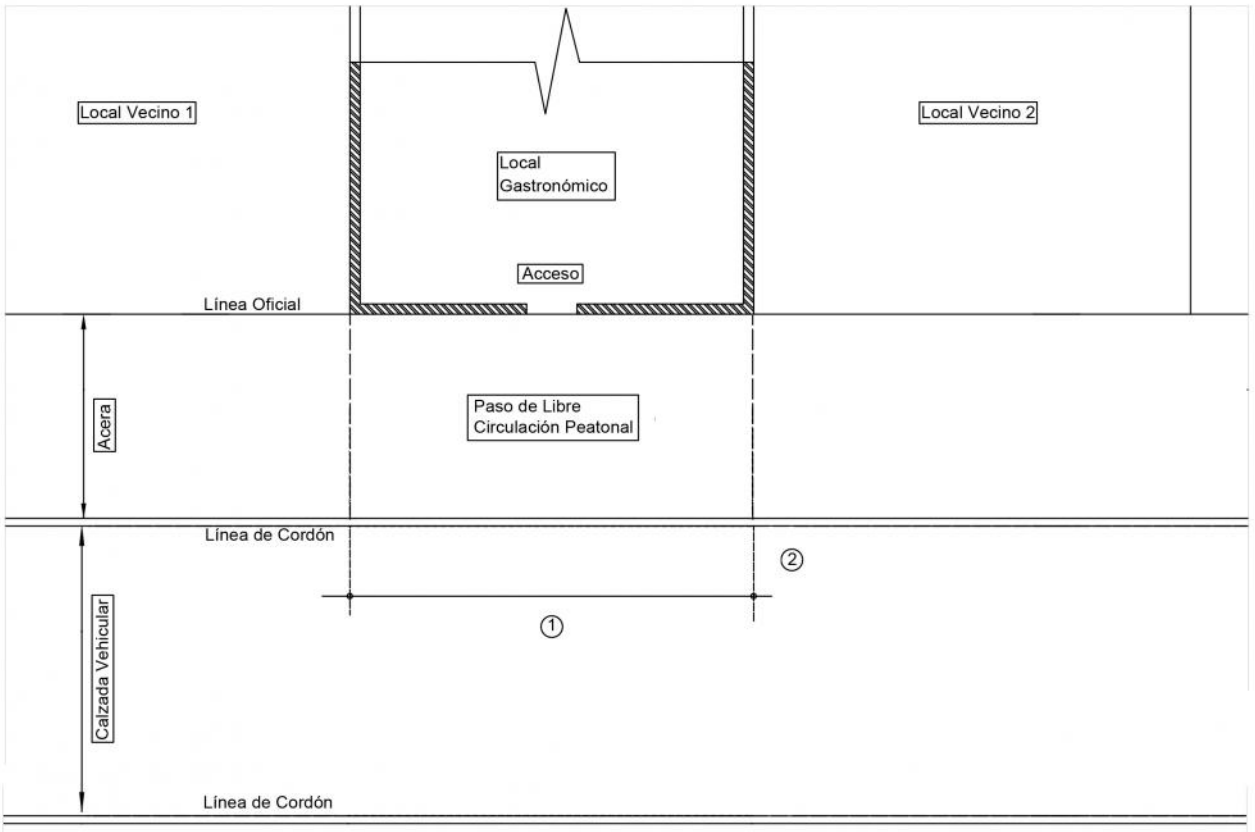 Local Vecino 1
Local Vecino 2
Local
Gastronómico
Acceso
Línea Oficial
Acera
Paso de Libre
Circulación Peatonal
Línea de Cordón
2
1
Calzada Vehicular
Línea de Cordón